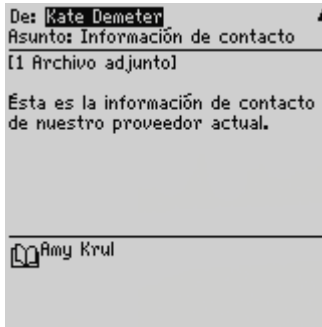 De: Kate Demeter
Asunto: Información de contacto
[1 Archivo adjunto]
Ésta es la información de contacto
de nuestro proveedor actual.
Amy Krul